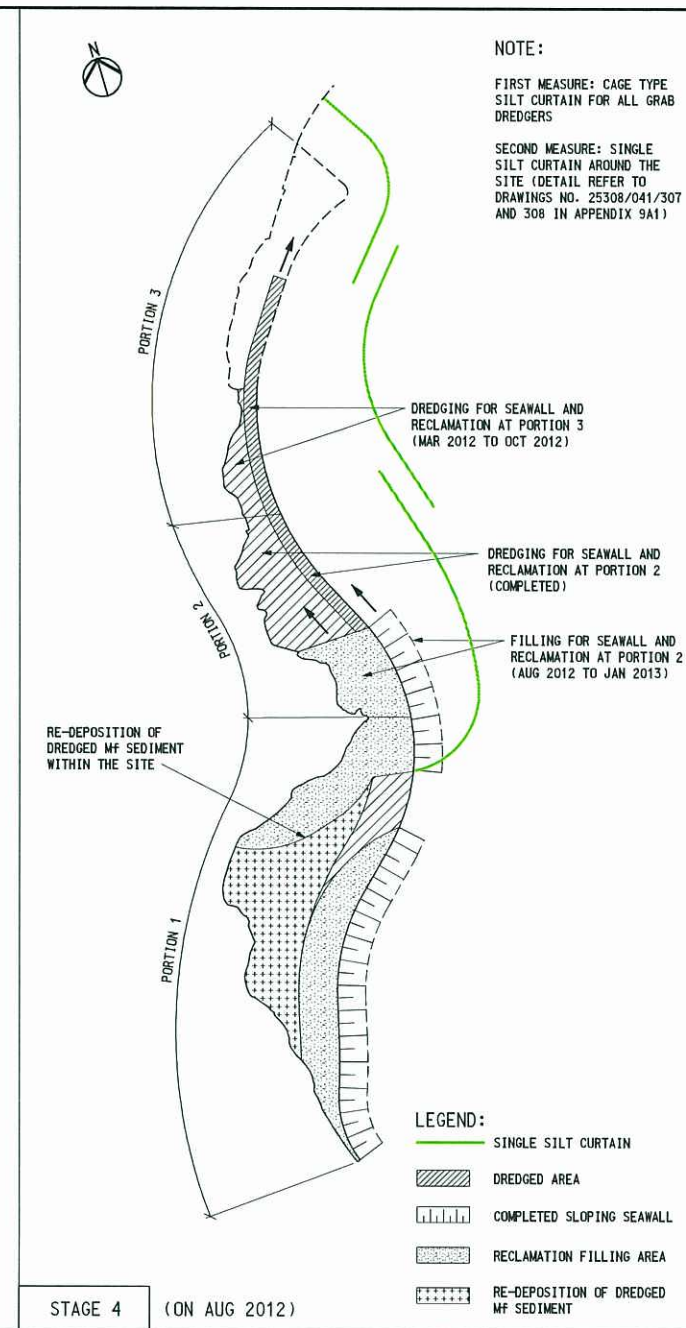 N
NOTE:
FIRST MEASURE: CAGE TYPE
SILT CURTAIN FOR ALL GRAB
DREDGERS
SECOND MEASURE: SINGLE
SILT CURTAIN AROUND THE
SITE (DETAIL REFER TO
DRAWINGS NO. 25308/041/307
AND 308 IN APPENDIX 9A1)
PORTION 3
DREDGING FOR SEAWALL AND
RECLAMATION AT PORTION 3
(MAR 2012 TO OCT 2012)
DREDGING FOR SEAWALL AND
RECLAMATION AT PORTION 2
(COMPLETED)
PORTION 2
FILLING FOR SEAWALL AND
RECLAMATION AT PORTION 2
(AUG 2012 TO JAN 2013)
RE-DEPOSITION OF
DREDGED Mf SEDIMENT
WITHIN THE SITE
PORTION 1
LEGEND:
SINGLE SILT CURTAIN
DREDGED AREA
COMPLETED SLOPING SEAWALL
RECLAMATION FILLING AREA
RE-DEPOSITION OF DREDGED
Mf SEDIMENT
STAGE 4 (ON AUG 2012)